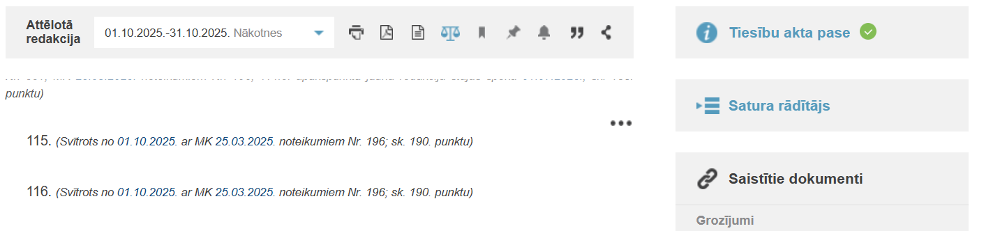 Attēlotā
redakcija
01.10.2025.-31.10.2025. Nākotnes
Tiesību akta pase
punktu)
Satura rādītājs
115. (Svītrots no 01.10.2025. ar MK 25.03.2025. noteikumiem Nr. 196; sk. 190. punktu)
116. (Svītrots no 01.10.2025. ar MK 25.03.2025. noteikumiem Nr. 196; sk. 190. punktu)
Saistītie dokumenti
Grozījumi